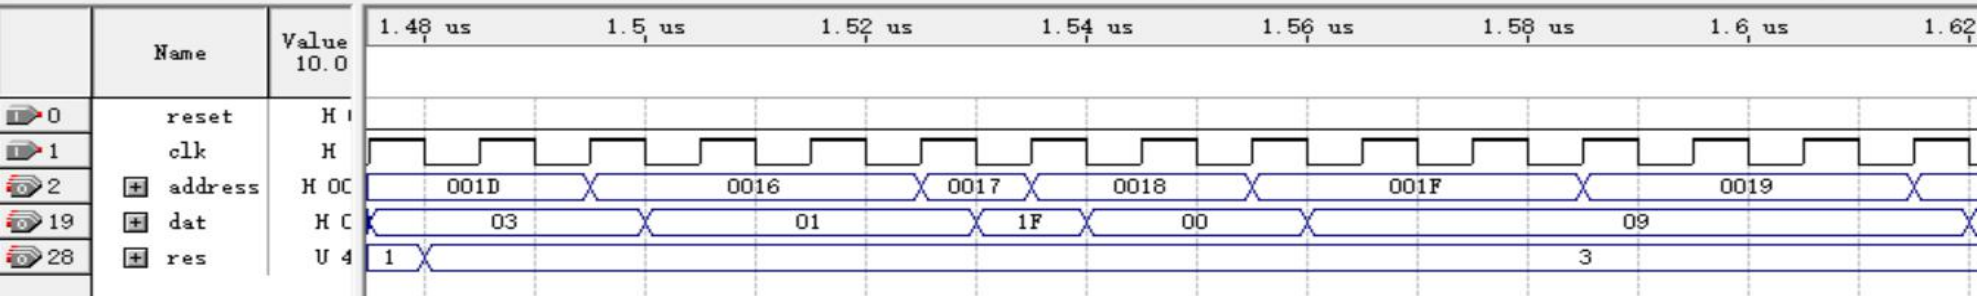 Name
Value
10.0
1.48 us
1.5 us
1.52 us
1.54 us
1.56 us
1.58 us
1.6 us
1.62
0 reset H
1 clk H
2 address H 00 001D 0016 0017 0018 001F 0019
19 dat H 03 01 1F 00 09
28 res U 4 1 3